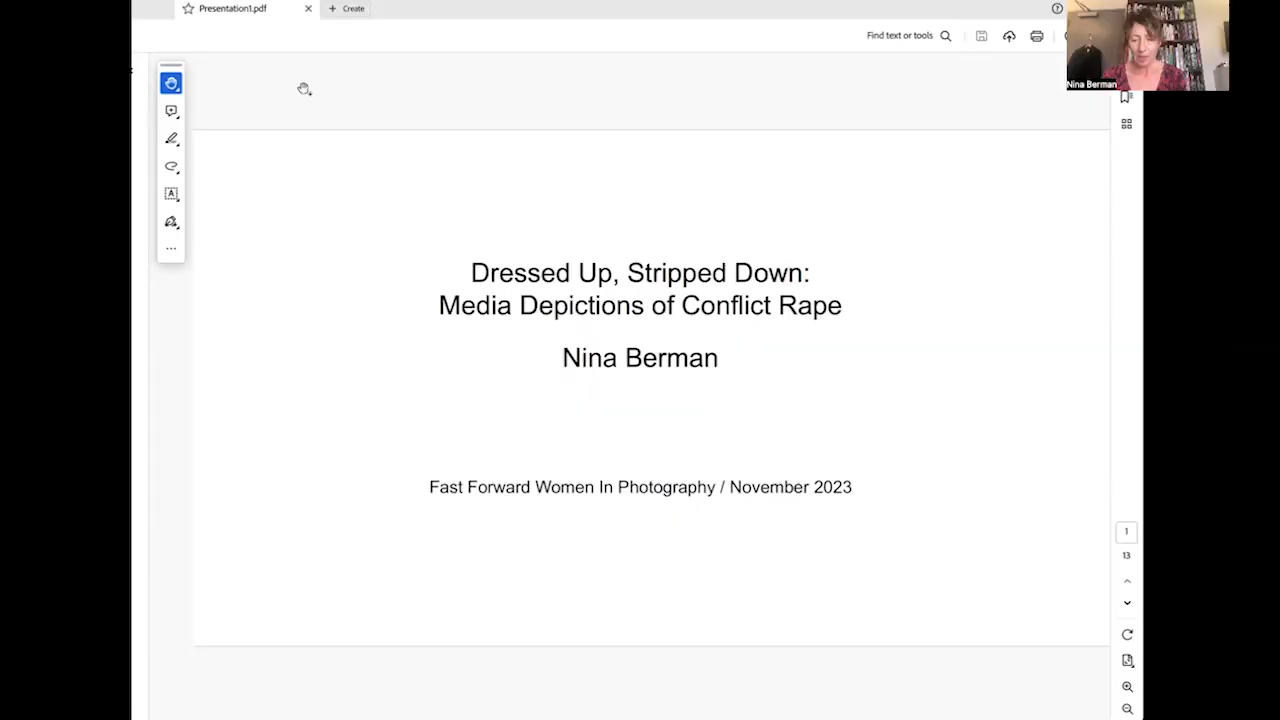 Presentation1.pdf
Create
Find text or tools
Nina Berman
Dressed Up, Stripped Down:
Media Depictions of Conflict Rape
Nina Berman
Fast Forward Women In Photography / November 2023
1
13